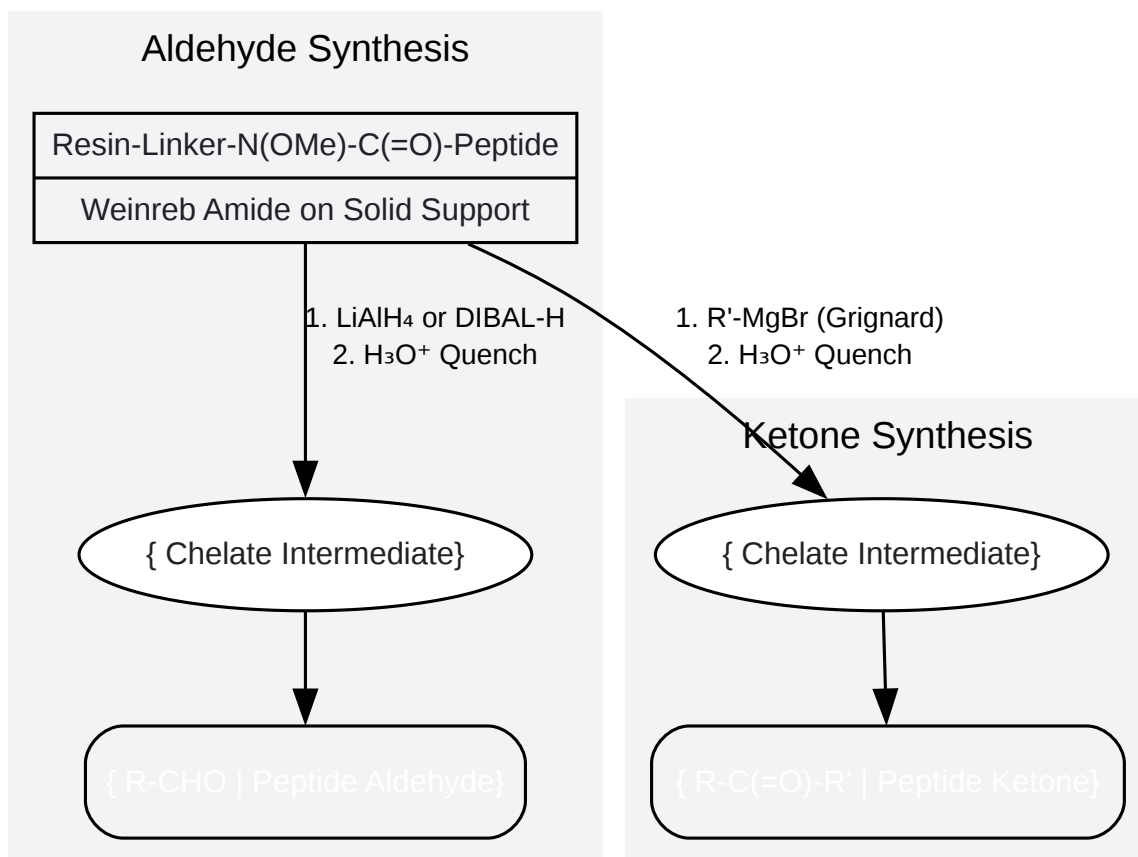 Aldehyde Synthesis
Resin-Linker-N(OMe)-C(=O)-Peptide
Weinreb Amide on Solid Support
1. LiAlH₄ or DIBAL-H
2. H₃O⁺ Quench
1. R'-MgBr (Grignard)
2. H₃O⁺ Quench
Ketone Synthesis
{ Chelate Intermediate}
{ Chelate Intermediate}
{ R-CHO | Peptide Aldehyde}
{ R-C(=O)-R' | Peptide Ketone}